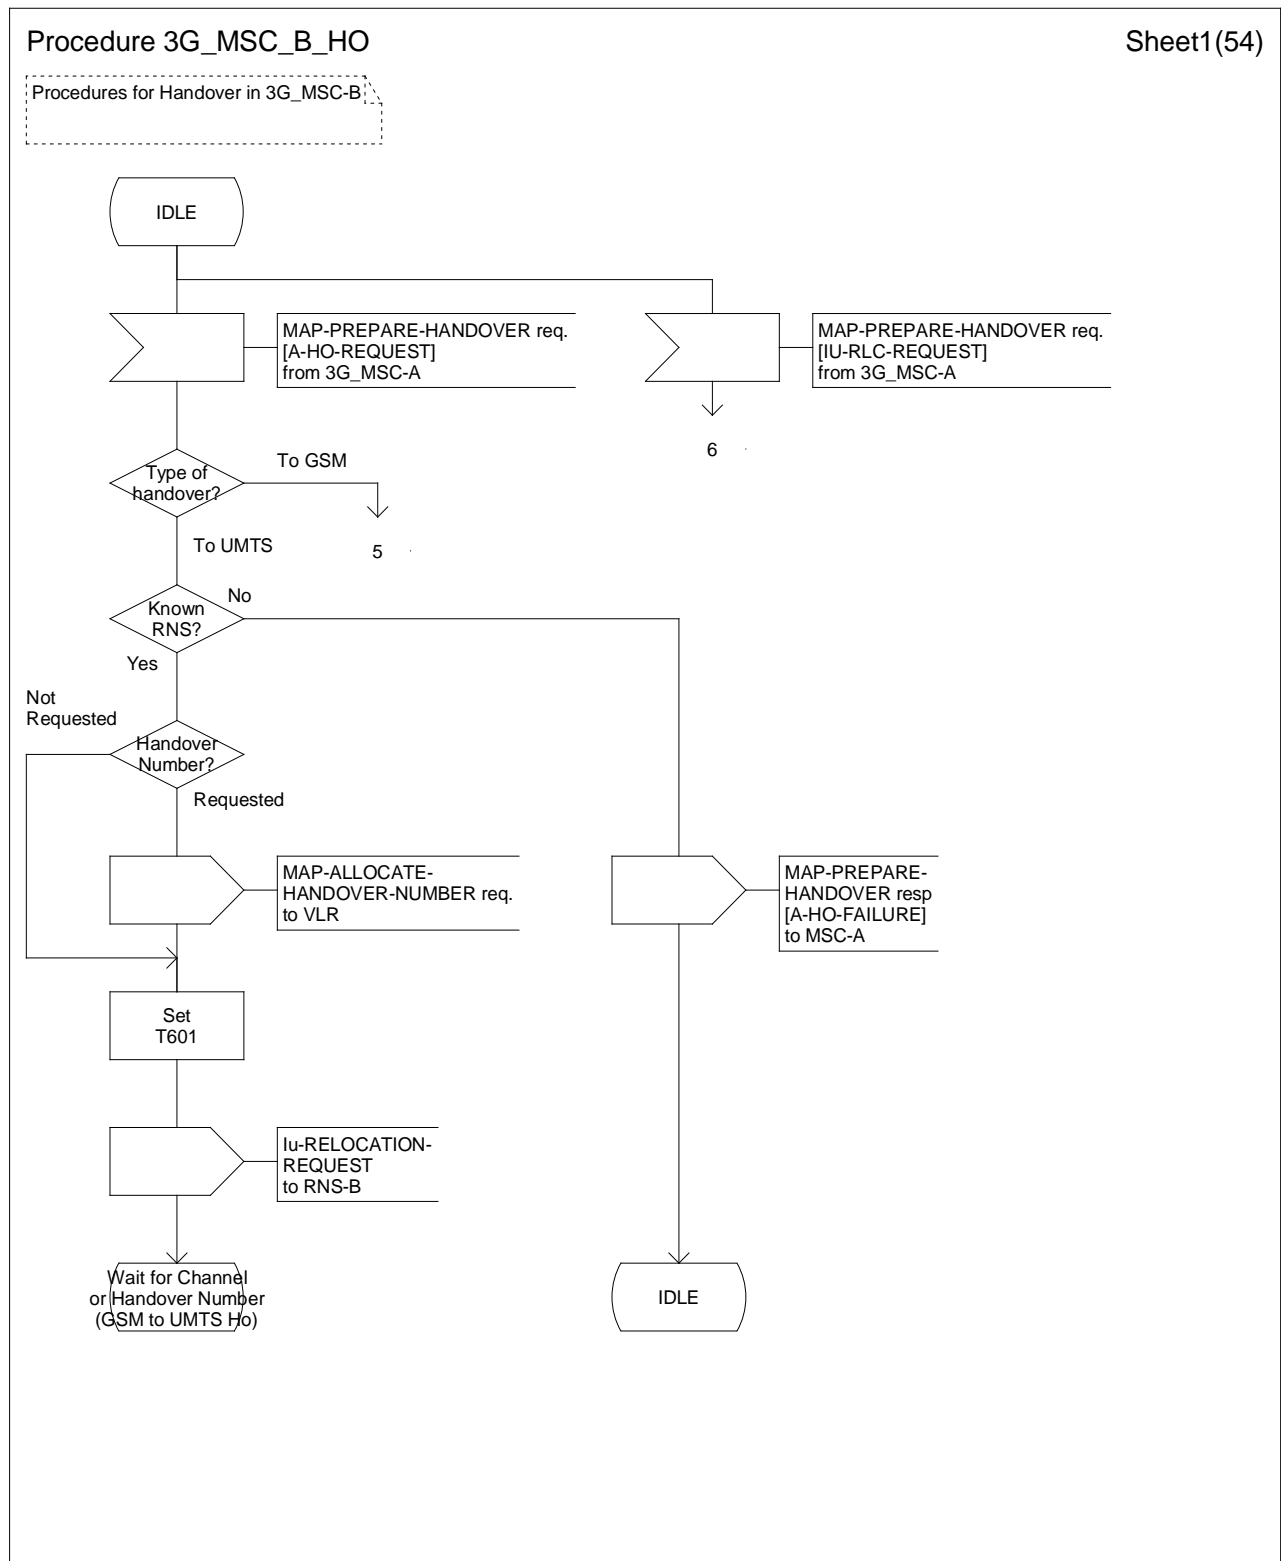 Procedure 3G_MSC_B_HO
Sheet1(54)
Procedures for Handover in 3G_MSC-B
IDLE
MAP-PREPARE-HANDOVER req.
[A-HO-REQUEST]
from 3G_MSC-A
MAP-PREPARE-HANDOVER req.
[IU-RLC-REQUEST]
from 3G_MSC-A
6
Type of
handover?
To GSM
5
To UMTS
Known
RNS?
No
Yes
Not
Requested
Handover
Number?
Requested
MAP-ALLOCATE-
HANDOVER-NUMBER req.
to VLR
MAP-PREPARE-
HANDOVER resp
[A-HO-FAILURE]
to MSC-A
Set
T601
Iu-RELOCATION-
REQUEST
to RNS-B
Wait for Channel
or Handover Number
(GSM to UMTS Ho)
IDLE